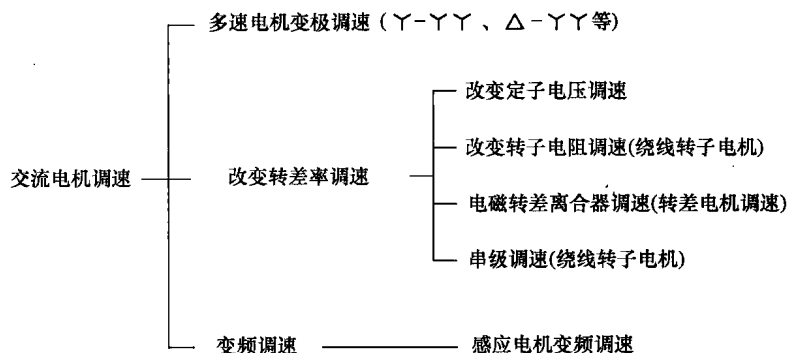 多速电机变极调速 (Y-YY、△-YY等)
改变定子电压调速
改变转子电阻调速(绕线转子电机)
交流电机调速
改变转差率调速
电磁转差离合器调速(转差电机调速)
串级调速(绕线转子电机)
变频调速
感应电机变频调速